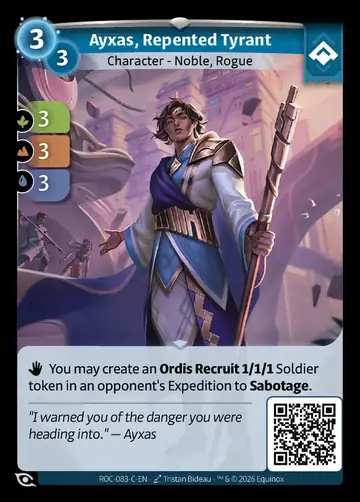 3
3
Ayxas, Repented Tyrant
Character - Noble, Rogue
3
3
3
You may create an Ordis Recruit 1/1/1 Soldier
token in an opponent's Expedition to Sabotage.
"I warned you of the danger you were
heading into." — Ayxas
ROC-083-C-EN - Tristan Bideau - ™ & © 2026 Equinox